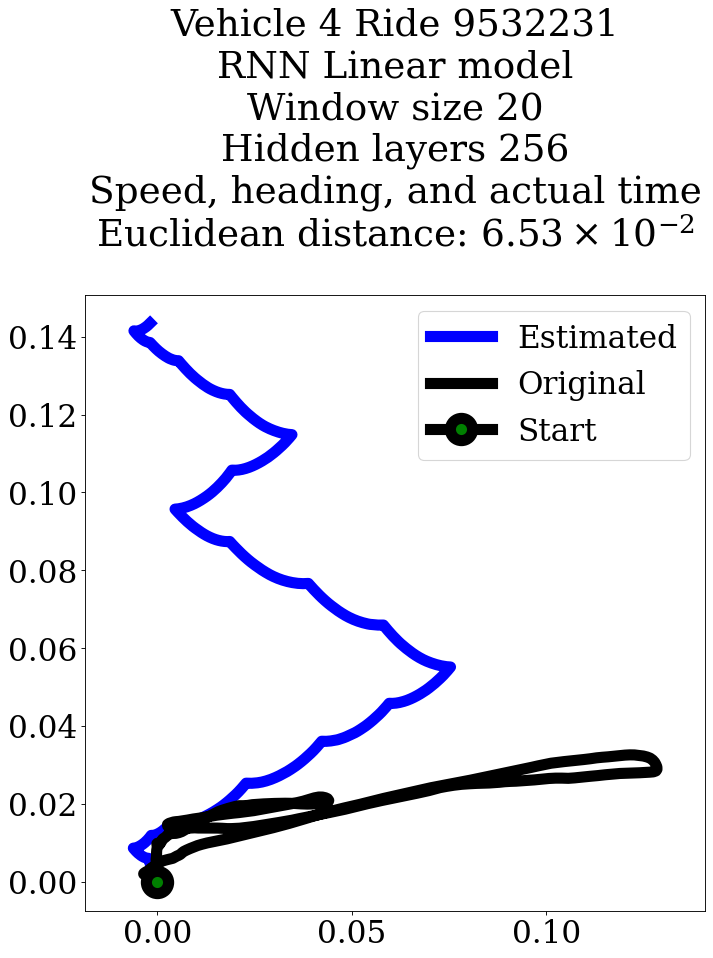 Vehicle 4 Ride 9532231
RNN Linear model
Window size 20
Hidden layers 256
Speed, heading, and actual time
Euclidean distance: 6.53 × 10⁻²
0.14
0.12
0.10
0.08
0.06
0.04
0.02
0.00
Estimated
Original
Start
0.00 0.05 0.10